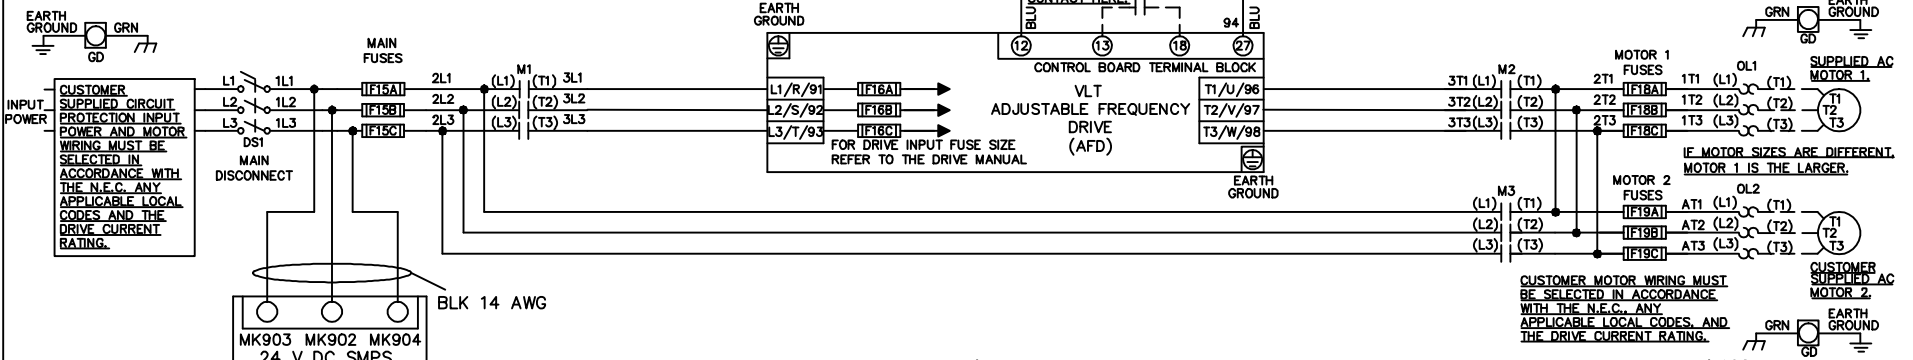 EARTH
GROUND
GRN
GD
INPUT
POWER
CUSTOMER
SUPPLIED CIRCUIT
PROTECTION INPUT
POWER AND MOTOR
WIRING MUST BE
SELECTED IN
ACCORDANCE WITH
THE N.E.C. ANY
APPLICABLE LOCAL
CODES AND THE
DRIVE CURRENT
RATING.
L1 1L1
L2 1L2
L3 1L3
DS1
MAIN
DISCONNECT
MAIN
FUSES
F15A
F15B
F15C
2L1
2L2
2L3
M1
(L1) (T1) 3L1
(L2) (T2) 3L2
(L3) (T3) 3L3
BLK 14 AWG
MK903 MK902 MK904
24 V DC SMPS
EARTH
GROUND
L1/R/91
L2/S/92
L3/T/93
F16A
F16B
F16C
FOR DRIVE INPUT FUSE SIZE
REFER TO THE DRIVE MANUAL
CONTACT HERE.
BLU
94
BLU
12 13 18 27
CONTROL BOARD TERMINAL BLOCK
VLT
ADJUSTABLE FREQUENCY
DRIVE
(AFD)
T1/U/96
T2/V/97
T3/W/98
EARTH
GROUND
M2
3T1 (L1) (T1)
3T2(L2) (T2)
3T3(L3) (T3)
M3
(L1) (T1)
(L2) (T2)
(L3) (T3)
MOTOR 1
FUSES
2T1 F18A 1T1 (L1)
2T2 F18B 1T2 (L2)
2T3 F18C 1T3 (L3)
OL1
(T1)
(T2)
(T3)
GRN
EARTH
GROUND
GD
SUPPLIED AC
MOTOR 1.
T1
T2
T3
IF MOTOR SIZES ARE DIFFERENT,
MOTOR 1 IS THE LARGER.
MOTOR 2
FUSES
F19A AT1 (L1)
F19B AT2 (L2)
F19C AT3 (L3)
OL2
(T1)
(T2)
(T3)
T1
T2
T3
CUSTOMER
SUPPLIED AC
MOTOR 2.
CUSTOMER MOTOR WIRING MUST
BE SELECTED IN ACCORDANCE
WITH THE N.E.C., ANY
APPLICABLE LOCAL CODES, AND
THE DRIVE CURRENT RATING.
GRN
EARTH
GROUND
GD